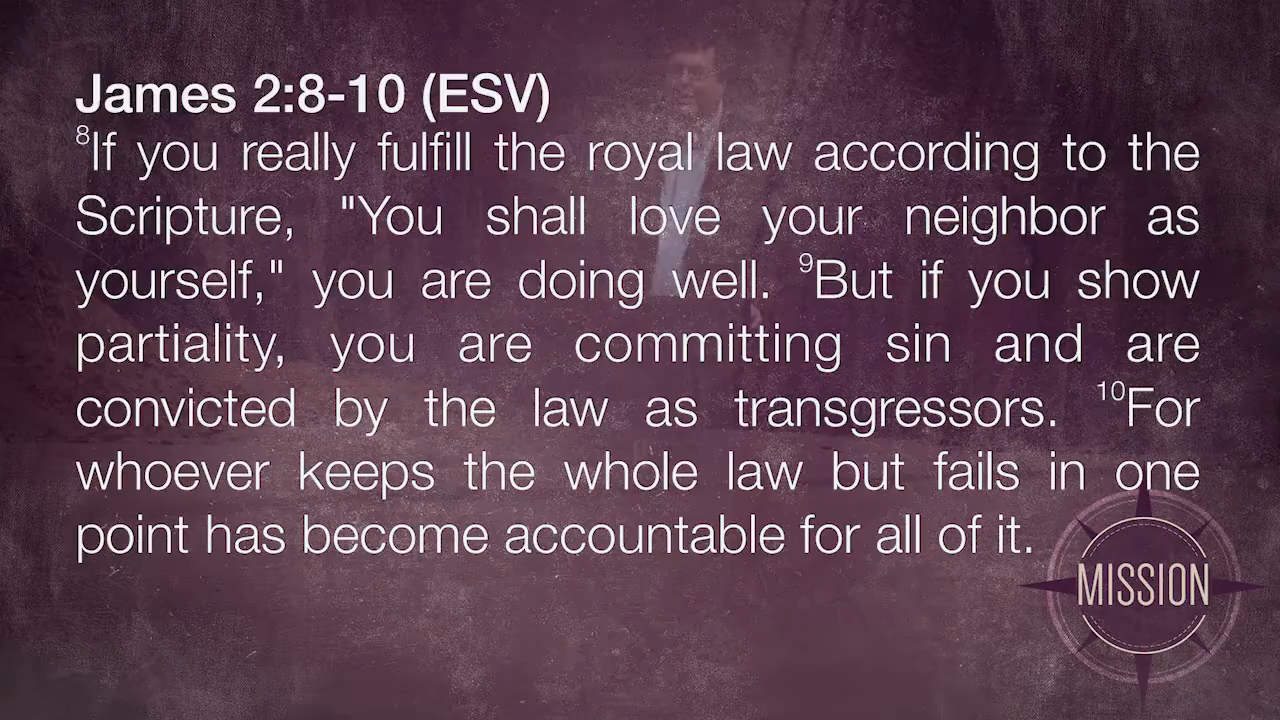 James 2:8-10 (ESV)
⁸If you really fulfill the royal law according to the
Scripture, "You shall love your neighbor as
yourself," you are doing well. ⁹But if you show
partiality, you are committing sin and are
convicted by the law as transgressors. ¹⁰For
whoever keeps the whole law but fails in one
point has become accountable for all of it.
MISSION